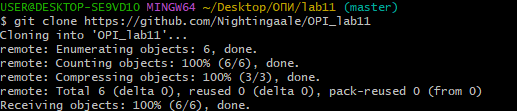 USER@DESKTOP-SE9VD1O MINGW64 ~/Desktop/ОПИ/lab11 (master)
$ git clone https://github.com/Nightingaale/OPI_lab11
Cloning into 'OPI_lab11'...
remote: Enumerating objects: 6, done.
remote: Counting objects: 100% (6/6), done.
remote: Compressing objects: 100% (3/3), done.
remote: Total 6 (delta 0), reused 0 (delta 0), pack-reused 0 (from 0)
Receiving objects: 100% (6/6), done.